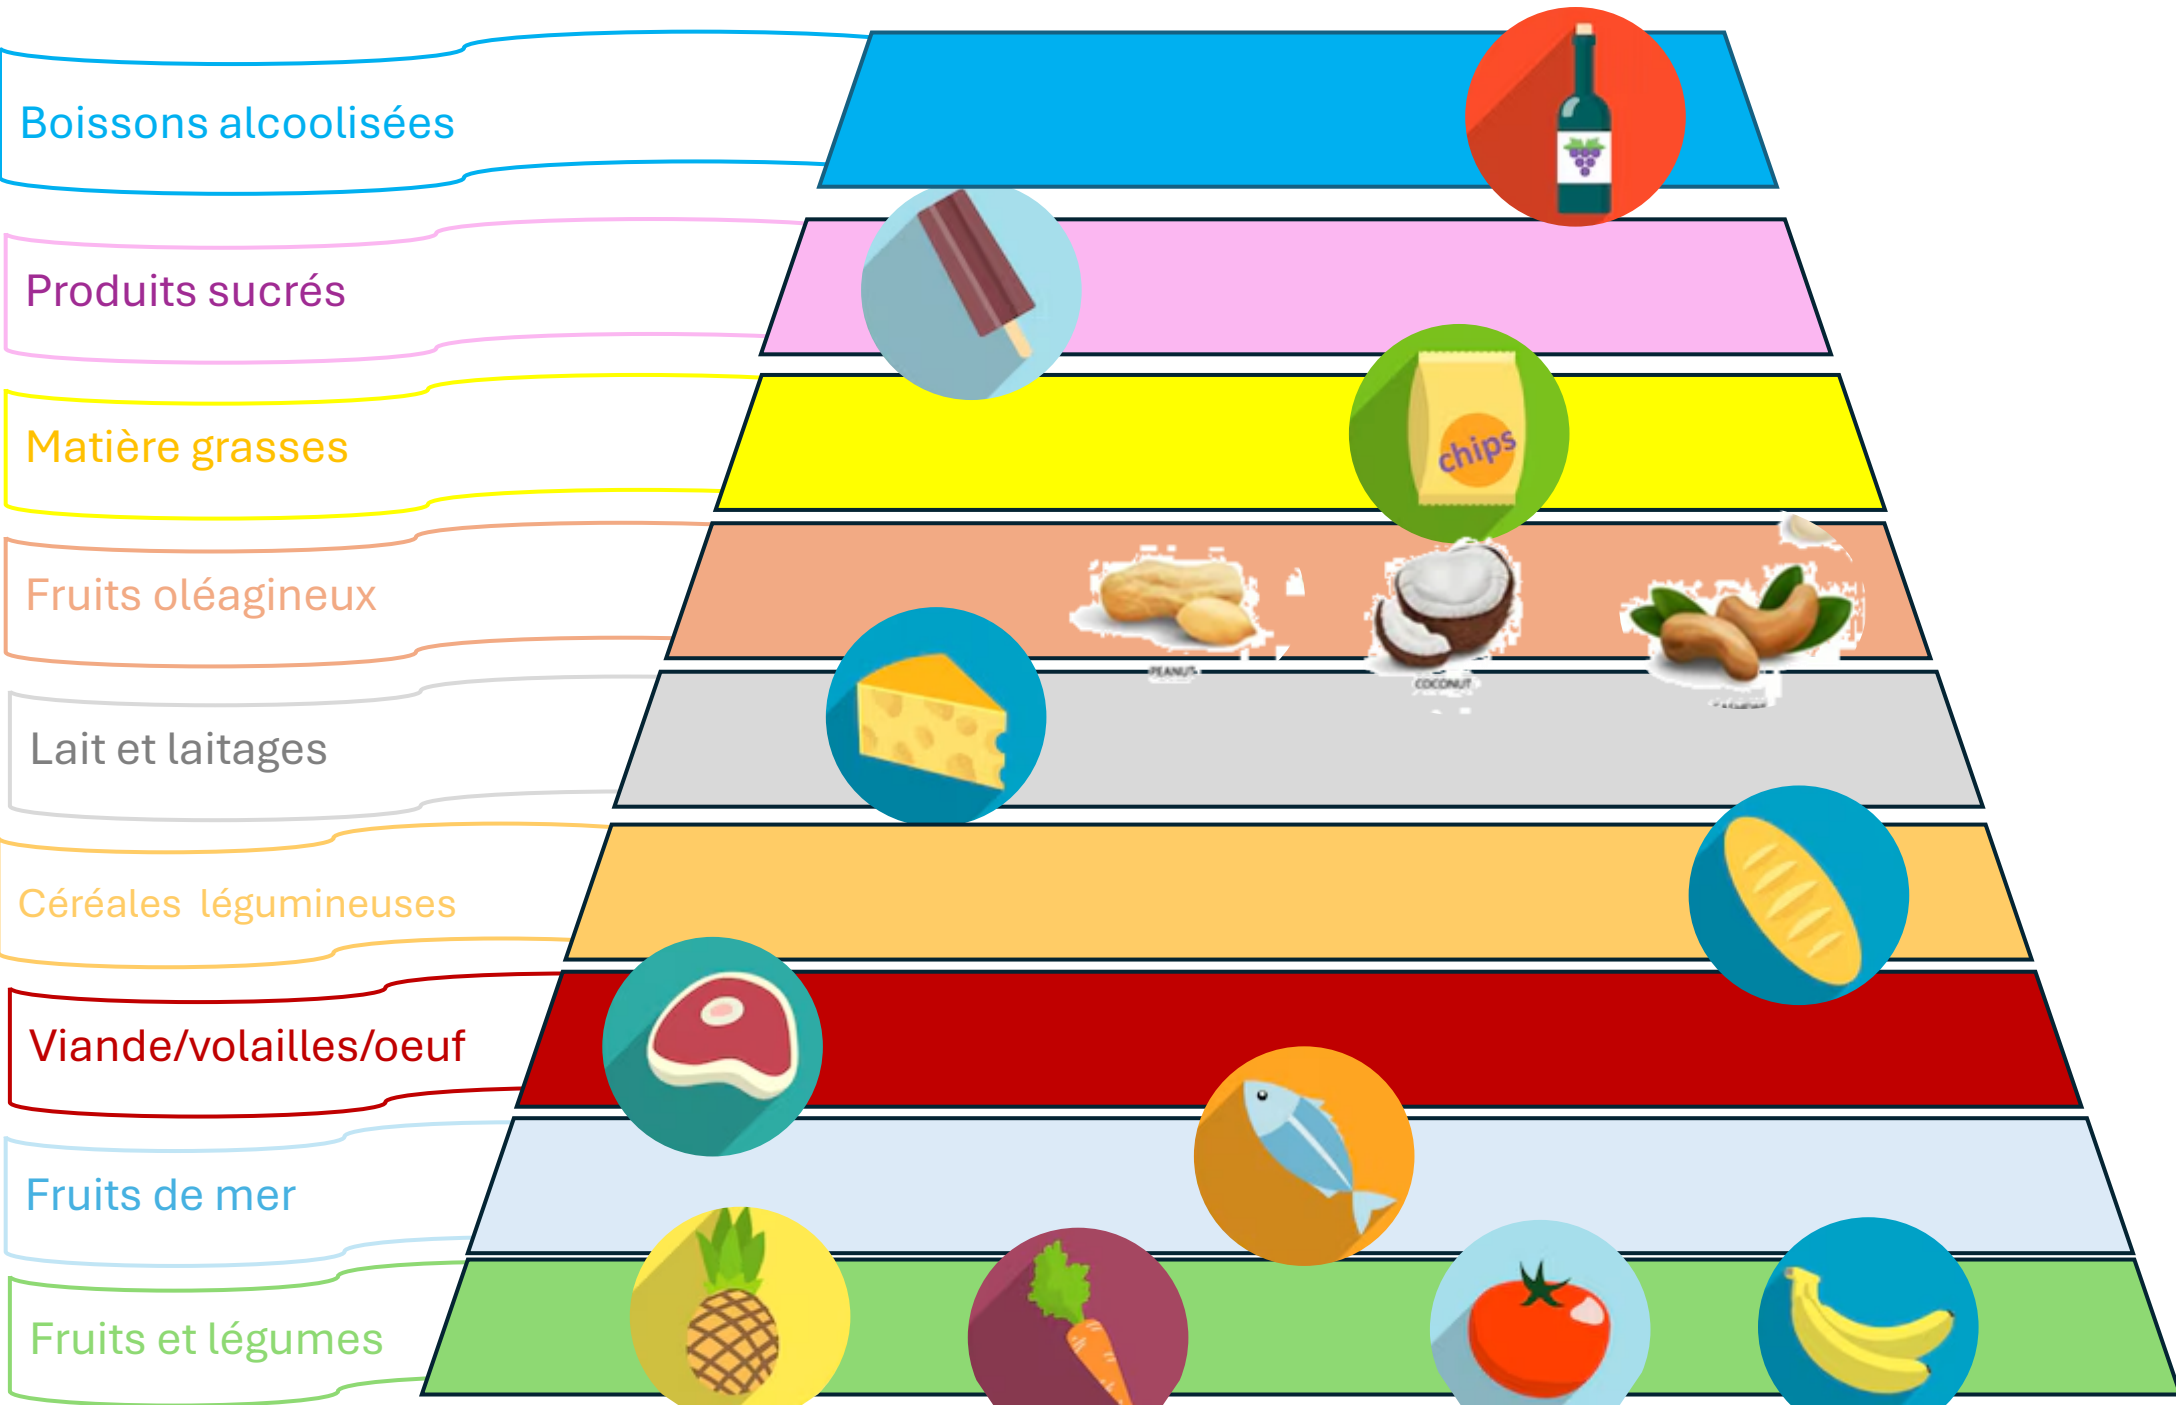 Boissons alcoolisées
Produits sucrés
chips
Matière grasses
Fruits oléagineux
PEANUT
COCONUT
Lait et laitages
Céréales  légumineuses
Viande/volailles/oeuf
Fruits de mer
Fruits et légumes